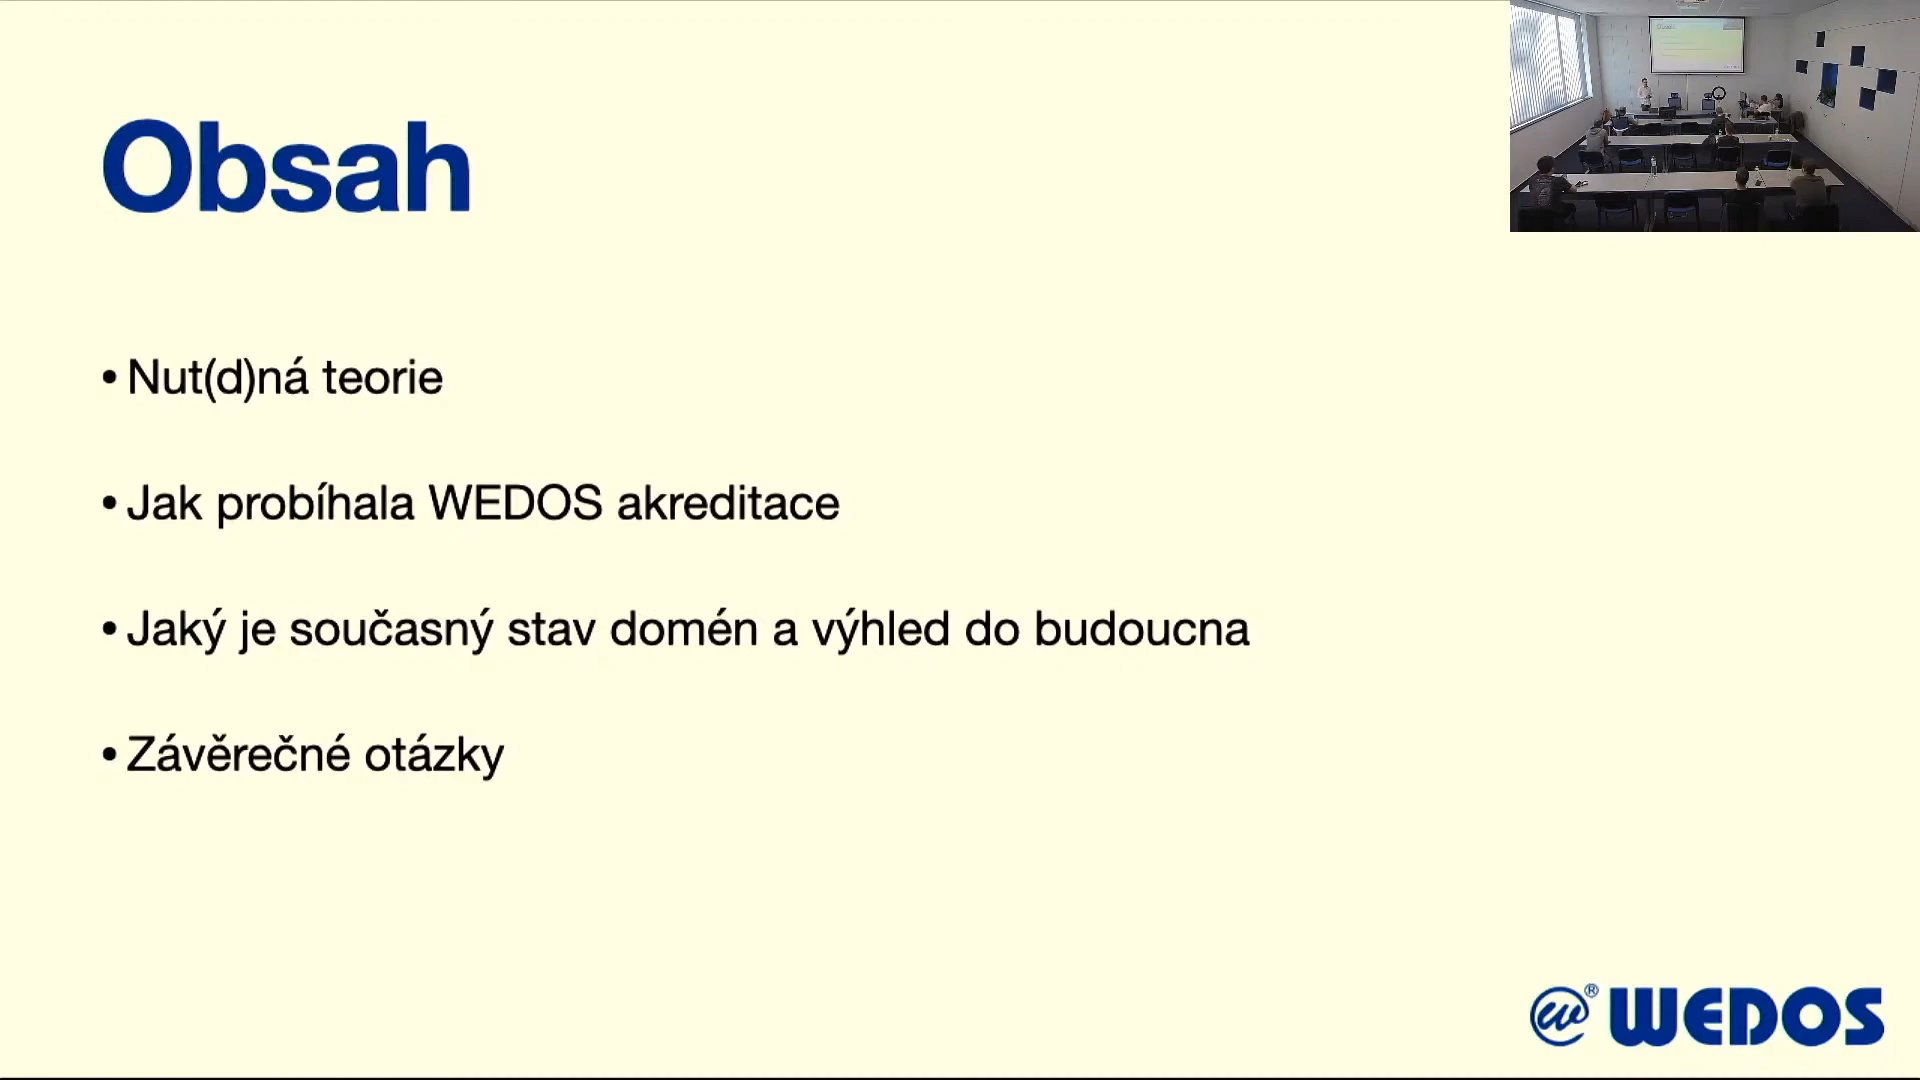 Obsah
• Nut(d)ná teorie
• Jak probíhala WEDOS akreditace
• Jaký je současný stav domén a výhled do budoucna
• Závěrečné otázky
® WEDOS